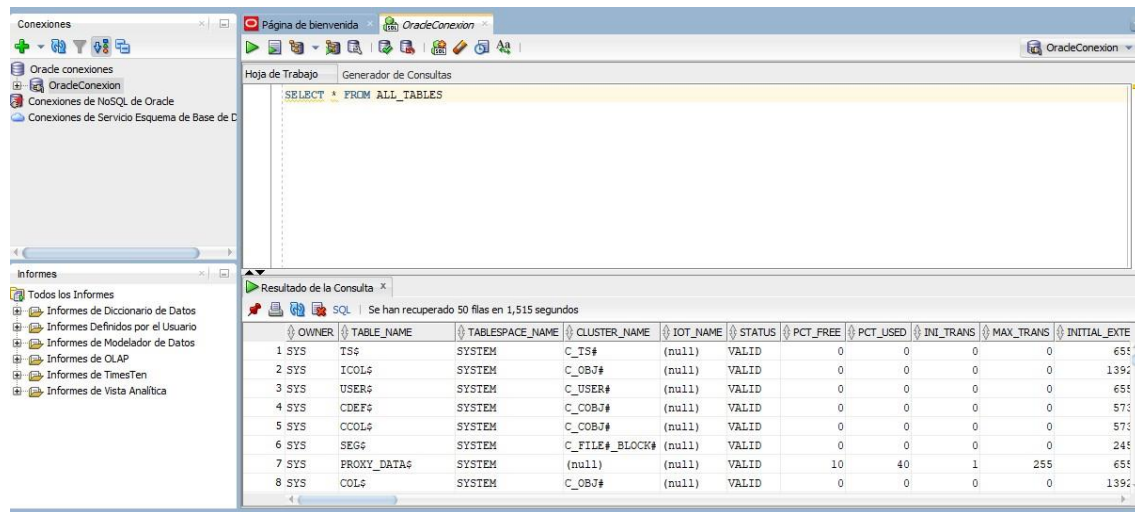 Conexiones
Página de bienvenida
OracleConexion
OracleConexion
Oracle conexiones
OracleConexion
Conexiones de NoSQL de Oracle
Conexiones de Servicio Esquema de Base de D
Hoja de Trabajo
Generador de Consultas
SELECT * FROM ALL_TABLES
Informes
Todos los Informes
Informes de Diccionario de Datos
Informes Definidos por el Usuario
Informes de Modelador de Datos
Informes de OLAP
Informes de TimesTen
Informes de Vista Analítica
Resultado de la Consulta
SQL | Se han recuperado 50 filas en 1,515 segundos
OWNER TABLE_NAME TABLESPACE_NAME CLUSTER_NAME IOT_NAME STATUS PCT_FREE PCT_USED INI_TRANS MAX_TRANS INITIAL_EXTE
1 SYS TS$ SYSTEM C_TS# (null) VALID 0 0 0 0 655
2 SYS ICOL$ SYSTEM C_OBJ# (null) VALID 0 0 0 0 1392
3 SYS USER$ SYSTEM C_USER# (null) VALID 0 0 0 0 655
4 SYS CDEF$ SYSTEM C_COBJ# (null) VALID 0 0 0 0 573
5 SYS CCOL$ SYSTEM C_COBJ# (null) VALID 0 0 0 0 573
6 SYS SEG$ SYSTEM C_FILE#_BLOCK# (null) VALID 0 0 0 0 245
7 SYS PROXY_DATA$ SYSTEM (null) (null) VALID 10 40 1 255 655
8 SYS COL$ SYSTEM C_OBJ# (null) VALID 0 0 0 0 1392